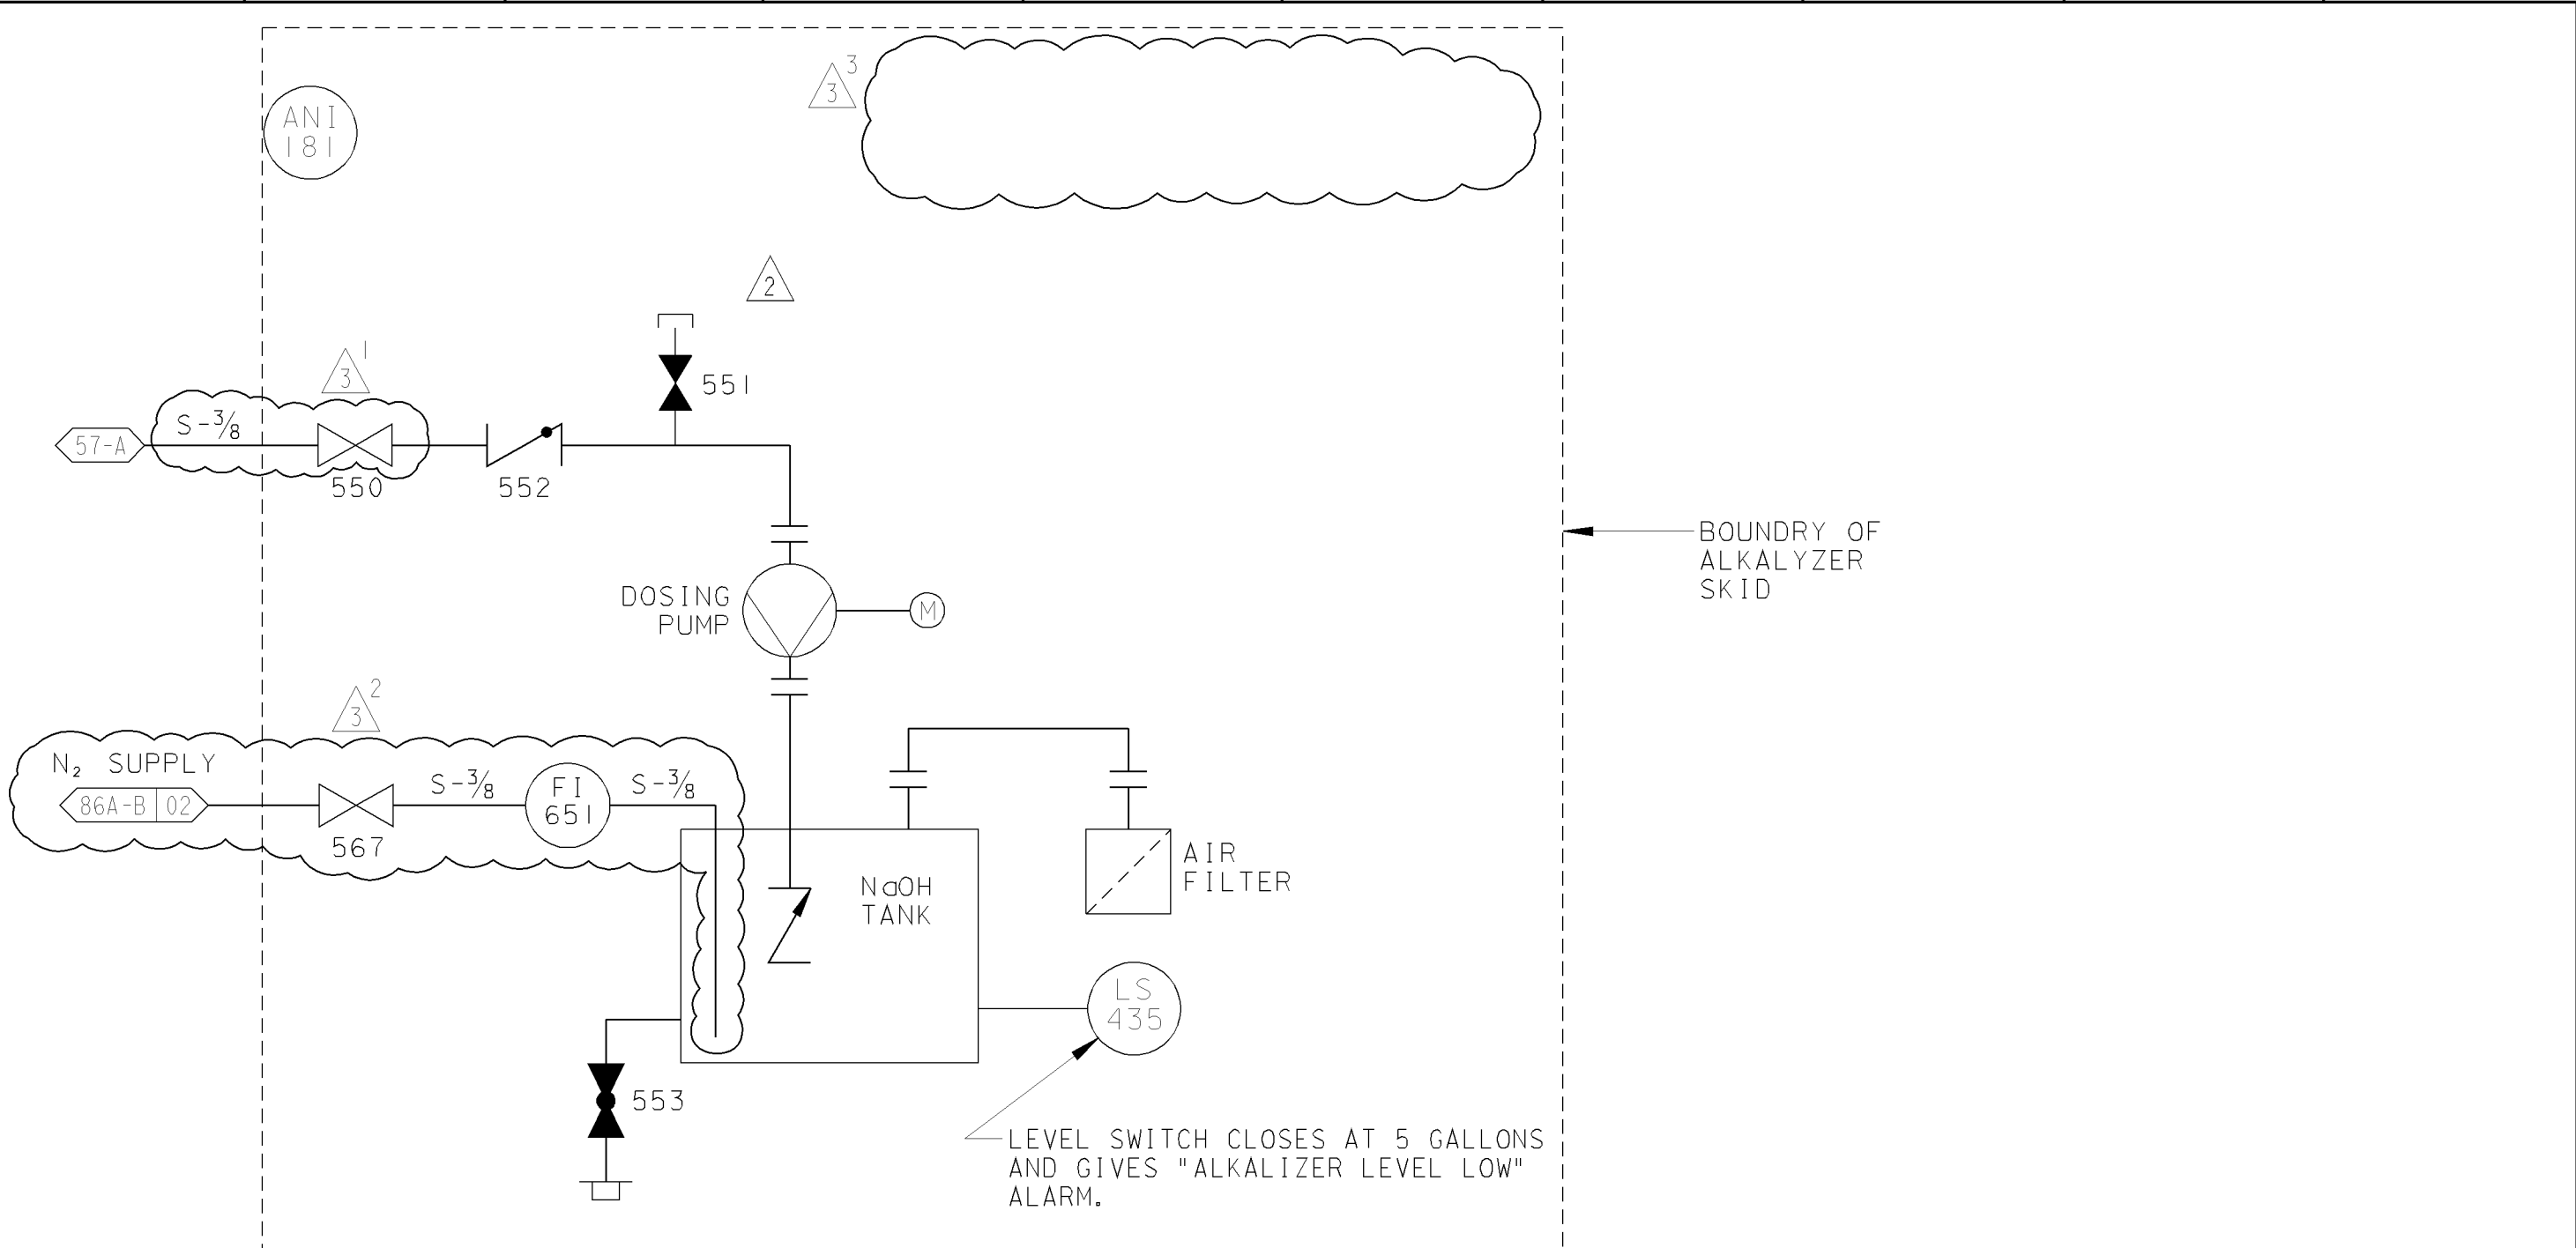 ANI
181
3
3
2
3
1
551
57-A
S-3/8
550
552
BOUNDRY OF
ALKALYZER
SKID
DOSING
PUMP
M
3
2
N₂ SUPPLY
86A-B 02
S-3/8
FI
651
S-3/8
567
NaOH
TANK
AIR
FILTER
LS
435
553
LEVEL SWITCH CLOSES AT 5 GALLONS
AND GIVES "ALKALIZER LEVEL LOW"
ALARM.